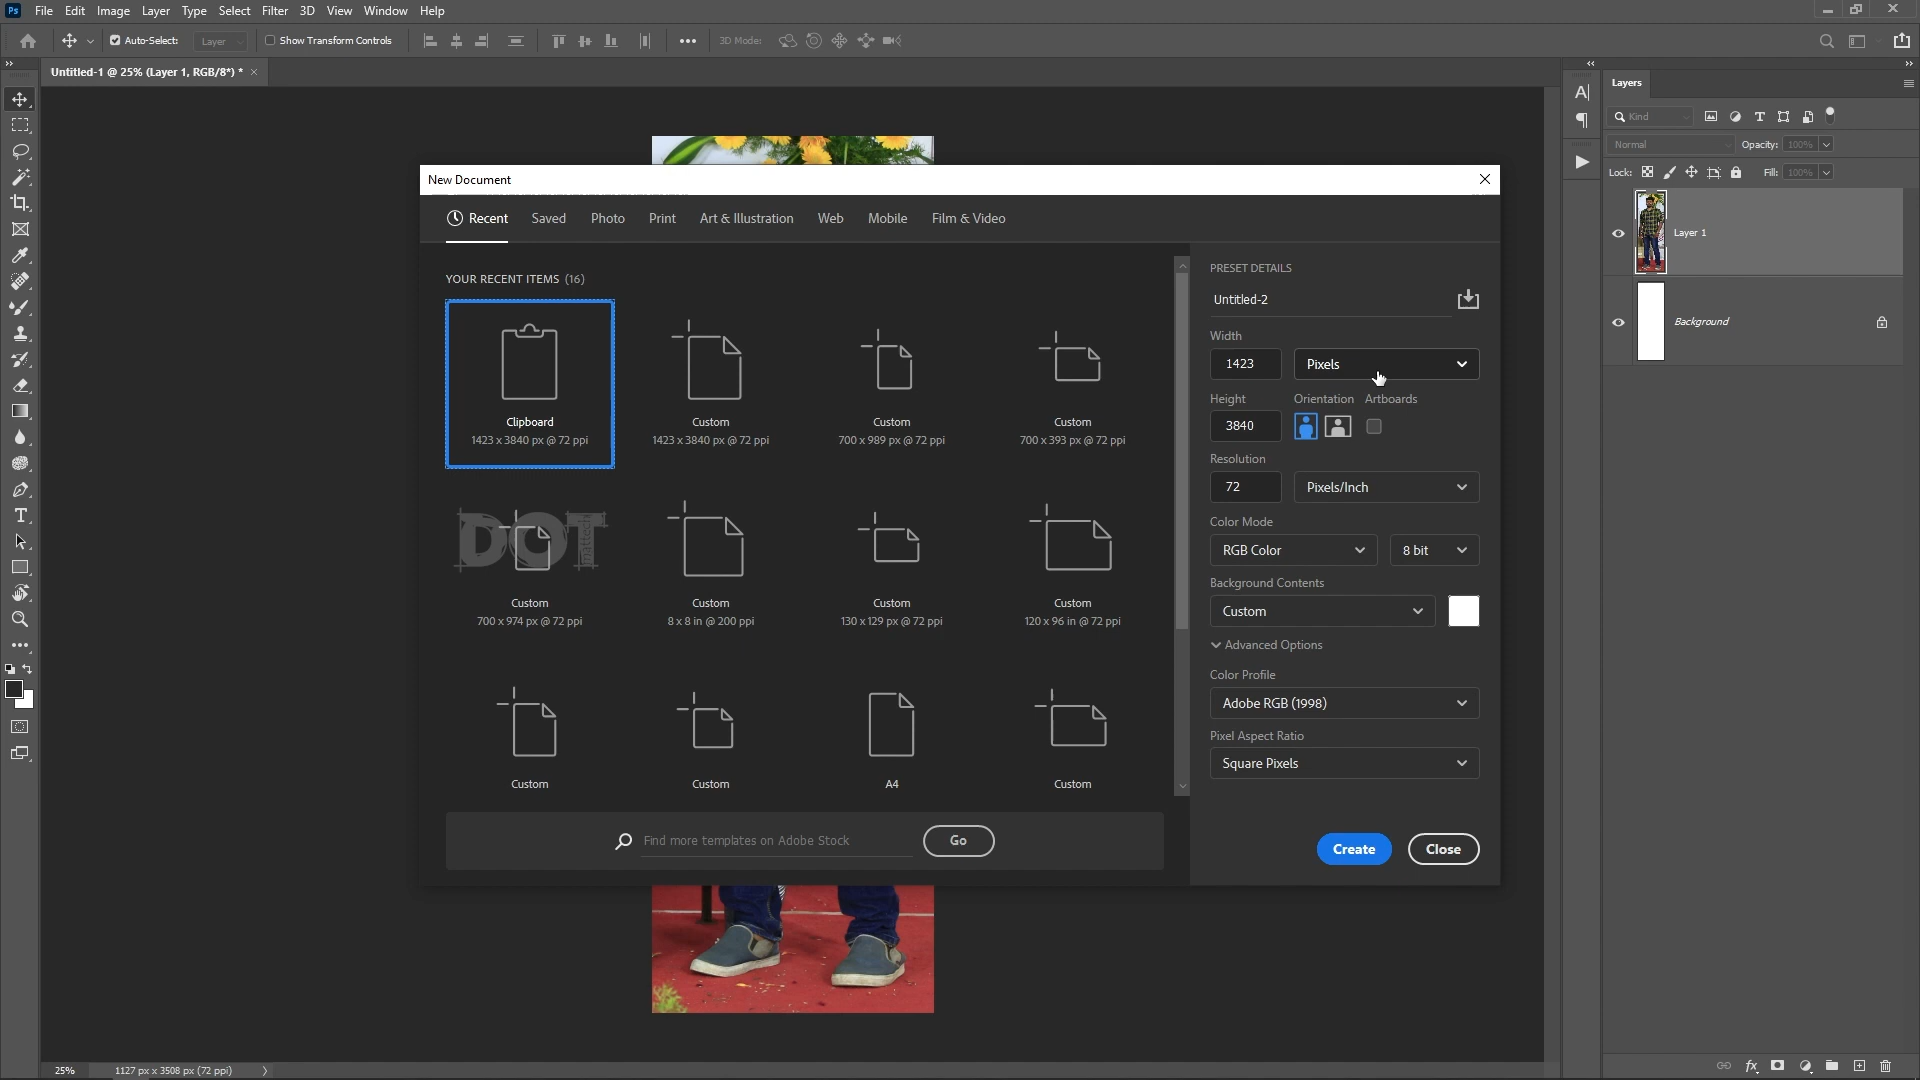 Ps File Edit Image Layer Type Select Filter 3D View Window Help
Auto-Select: Layer Show Transform Controls 3D Mode:
Untitled-1 @ 25% (Layer 1, RGB/8*) * ×
New Document
Recent Saved Photo Print Art & Illustration Web Mobile Film & Video
YOUR RECENT ITEMS (16)
Clipboard
1423 x 3840 px @ 72 ppi
Custom
1423 x 3840 px @ 72 ppi
Custom
700 x 989 px @ 72 ppi
Custom
700 x 393 px @ 72 ppi
DOT
Custom
700 x 974 px @ 72 ppi
Custom
8 x 8 in @ 200 ppi
Custom
130 x 129 px @ 72 ppi
Custom
120 x 96 in @ 72 ppi
Custom
Custom
A4
Custom
Find more templates on Adobe Stock
Go
PRESET DETAILS
Untitled-2
Width
1423 Pixels
Height Orientation Artboards
3840
Resolution
72 Pixels/Inch
Color Mode
RGB Color 8 bit
Background Contents
Custom
Advanced Options
Color Profile
Adobe RGB (1998)
Pixel Aspect Ratio
Square Pixels
Create Close
Layers
Kind
Normal Opacity: 100%
Lock: Fill: 100%
Layer 1
Background
25% 1127 px x 3508 px (72 ppi)